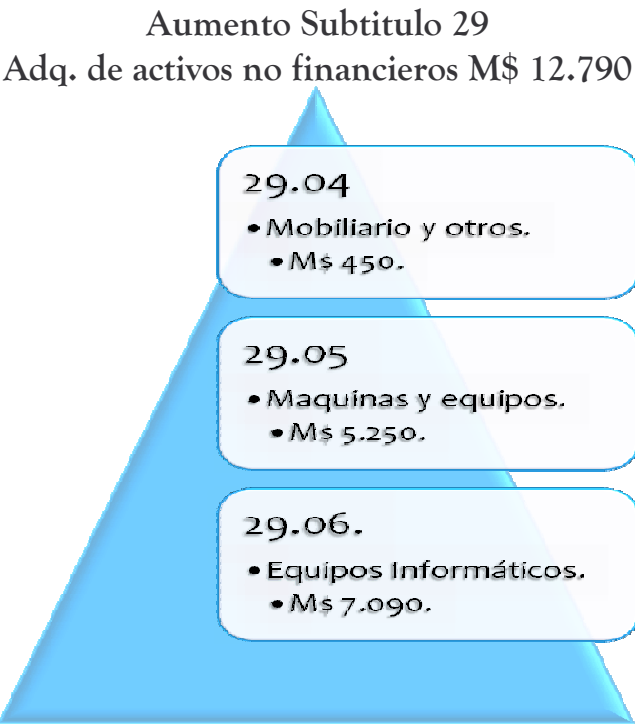 Aumento Subtitulo 29
Adq. de activos no financieros M$ 12.790
29.04
• Mobiliario y otros.
• M$ 450.
29.05
• Maquinas y equipos.
• M$ 5.250.
29.06.
• Equipos Informáticos.
• M$ 7.090.